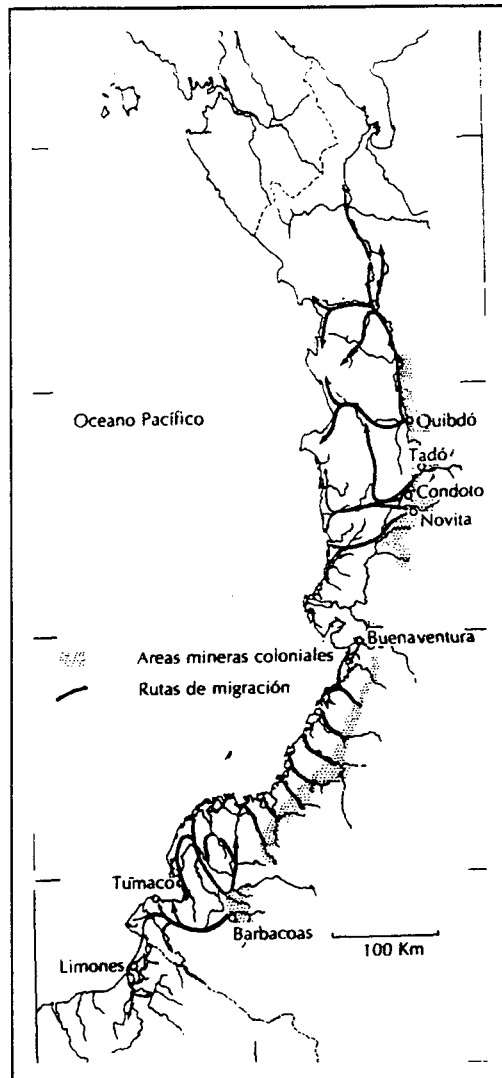 Oceano Pacífico
Quibdó
Tadó
Condoto
Novita
Buenaventura
Areas mineras coloniales
Rutas de migración
Tumaco
Barbacoas
100 Km
Limones